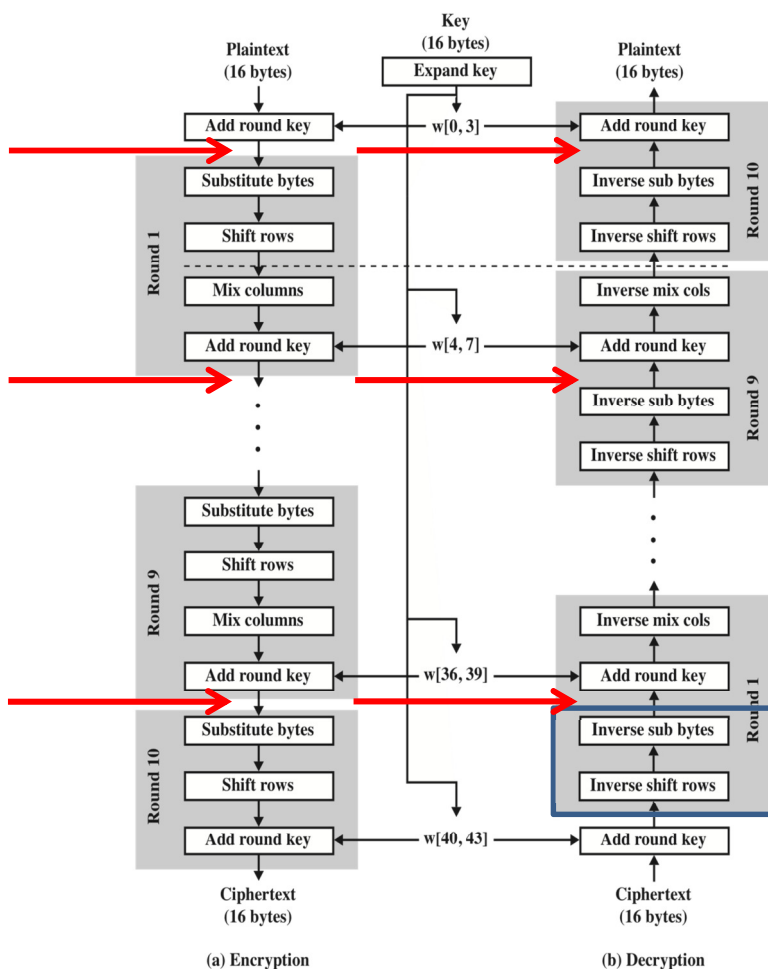 Plaintext
(16 bytes)
Add round key
Substitute bytes
Shift rows
Mix columns
Add round key
Round 1
Substitute bytes
Shift rows
Mix columns
Add round key
Round 9
Substitute bytes
Shift rows
Add round key
Round 10
Ciphertext
(16 bytes)
(a) Encryption
Key
(16 bytes)
Expand key
w[0, 3]
w[4, 7]
w[36, 39]
w[40, 43]
Plaintext
(16 bytes)
Add round key
Inverse sub bytes
Inverse shift rows
Round 10
Inverse mix cols
Add round key
Inverse sub bytes
Inverse shift rows
Round 9
Inverse mix cols
Add round key
Inverse sub bytes
Inverse shift rows
Round 1
Add round key
Ciphertext
(16 bytes)
(b) Decryption